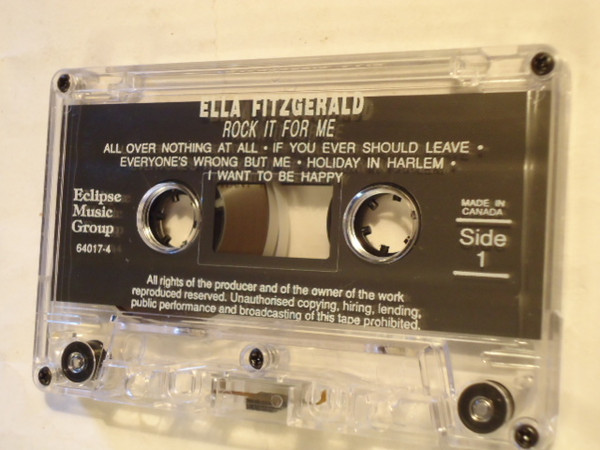 ELLA FITZGERALD
ROCK IT FOR ME
ALL OVER NOTHING AT ALL • IF YOU EVER SHOULD LEAVE •
EVERYONE'S WRONG BUT ME • HOLIDAY IN HARLEM •
I WANT TO BE HAPPY
Eclipse
Music
Group
64017-4
MADE IN
CANADA
Side
1
All rights of the producer and of the owner of the work
reproduced reserved. Unauthorised copying, hiring, lending,
public performance and broadcasting of this tape prohibited.